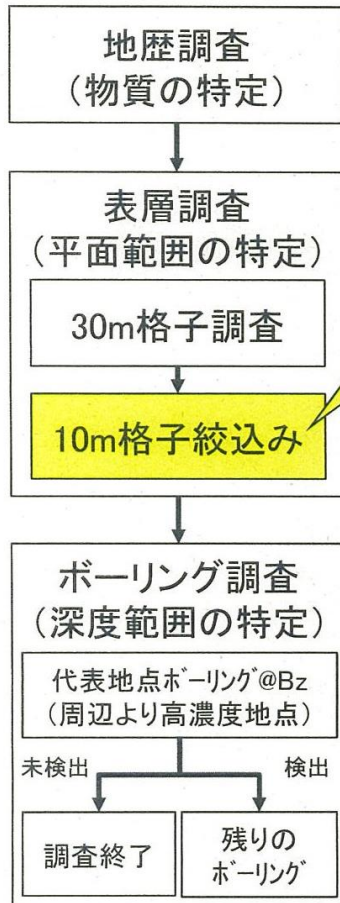 地歴調査
(物質の特定)
表層調査
(平面範囲の特定)
30m格子調査
10m格子絞込み
ボーリング調査
(深度範囲の特定)
代表地点ﾎﾞｰﾘﾝｸﾞ@Bz
(周辺より高濃度地点)
未検出
検出
調査終了
残りの
ﾎﾞｰﾘﾝｸﾞ